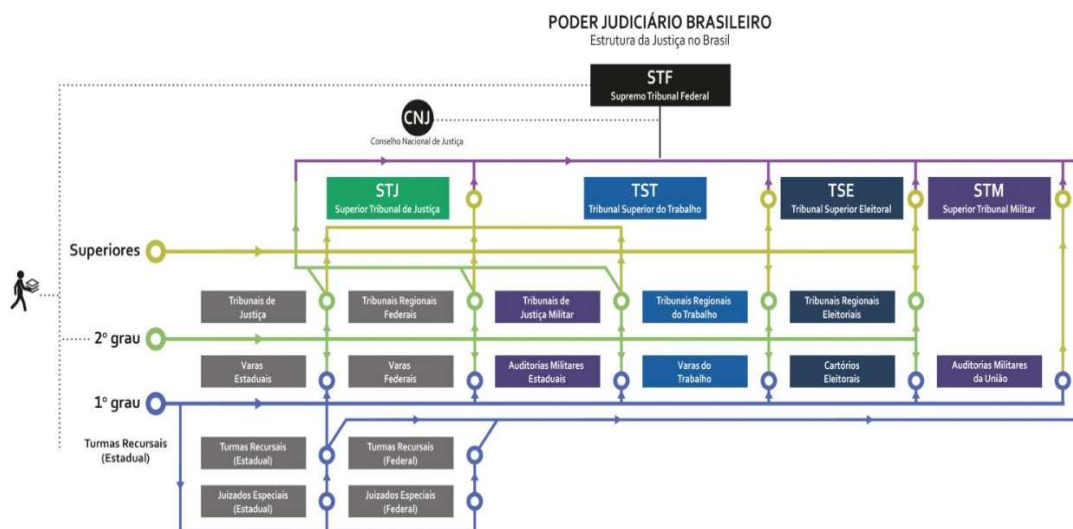 PODER JUDICIÁRIO BRASILEIRO
Estrutura da Justiça no Brasil
STF
Supremo Tribunal Federal
CNJ
Conselho Nacional de Justiça
STJ
Superior Tribunal de Justiça
TST
Tribunal Superior do Trabalho
TSE
Tribunal Superior Eleitoral
STM
Superior Tribunal Militar
Superiores
Tribunais de
Justiça
Tribunais Regionais
Federais
Tribunais de
Justiça Militar
Tribunais Regionais
do Trabalho
Tribunais Regionais
Eleitoriais
2º grau
Varas
Estaduais
Varas
Federais
Auditorias Militares
Estaduais
Varas do
Trabalho
Cartórios
Eleitorais
Auditorias Militares
da União
1º grau
Turmas Recursais
(Estadual)
Turmas Recursais
(Estadual)
Turmas Recursais
(Federal)
Juizados Especiais
(Estadual)
Juizados Especiais
(Federal)